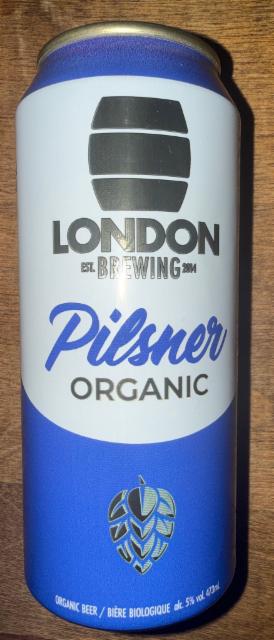 LONDON
EST. BREWING 2014
Pilsner
ORGANIC
ORGANIC BEER / BIÈRE BIOLOGIQUE alc. 5% vol. 473mL